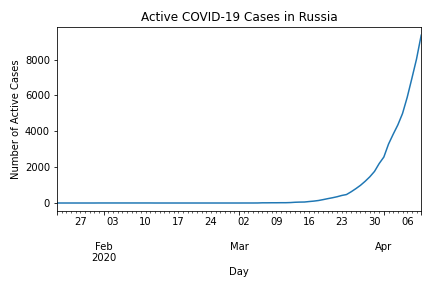 Active COVID-19 Cases in Russia
Number of Active Cases
8000
6000
4000
2000
0
27 03 10 17 24 02 09 16 23 30 06
Feb Mar Apr
2020
Day